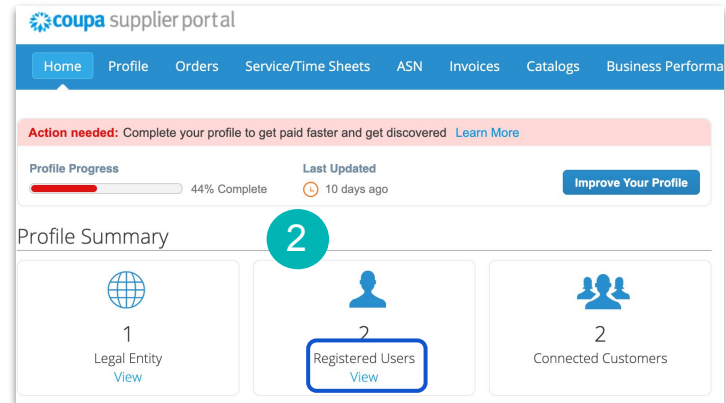 coupa supplier portal
Home Profile Orders Service/Time Sheets ASN Invoices Catalogs Business Performa
Action needed: Complete your profile to get paid faster and get discovered Learn More
Profile Progress Last Updated
44% Complete 10 days ago Improve Your Profile
Profile Summary
2
1 2 2
Legal Entity Registered Users Connected Customers
View View